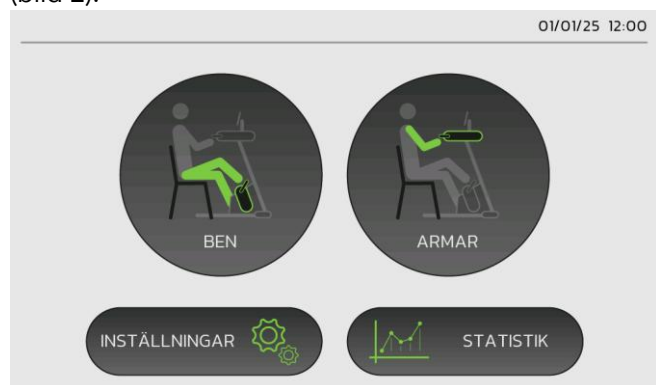 (bild 2).
01/01/25 12:00
BEN
ARMAR
INSTÄLLNINGAR
STATISTIK